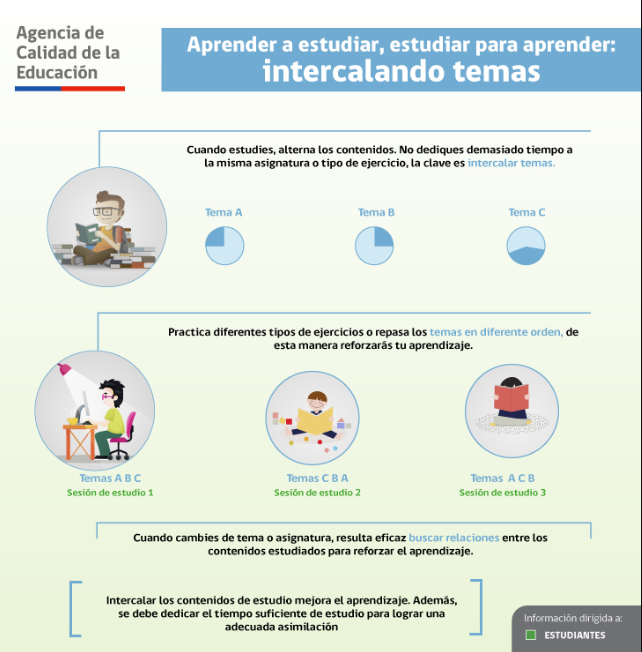 Agencia de
Calidad de la
Educación
Aprender a estudiar, estudiar para aprender:
intercalando temas
Cuando estudies, alterna los contenidos. No dediques demasiado tiempo a
la misma asignatura o tipo de ejercicio, la clave es intercalar temas.
Tema A
Tema B
Tema C
Practica diferentes tipos de ejercicios o repasa los temas en diferente orden, de
esta manera reforzarás tu aprendizaje.
Temas A B C
Sesión de estudio 1
Temas C B A
Sesión de estudio 2
Temas A C B
Sesión de estudio 3
Cuando cambies de tema o asignatura, resulta eficaz buscar relaciones entre los
contenidos estudiados para reforzar el aprendizaje.
Intercalar los contenidos de estudio mejora el aprendizaje. Además,
se debe dedicar el tiempo suficiente de estudio para lograr una
adecuada asimilación
Información dirigida a:
ESTUDIANTES